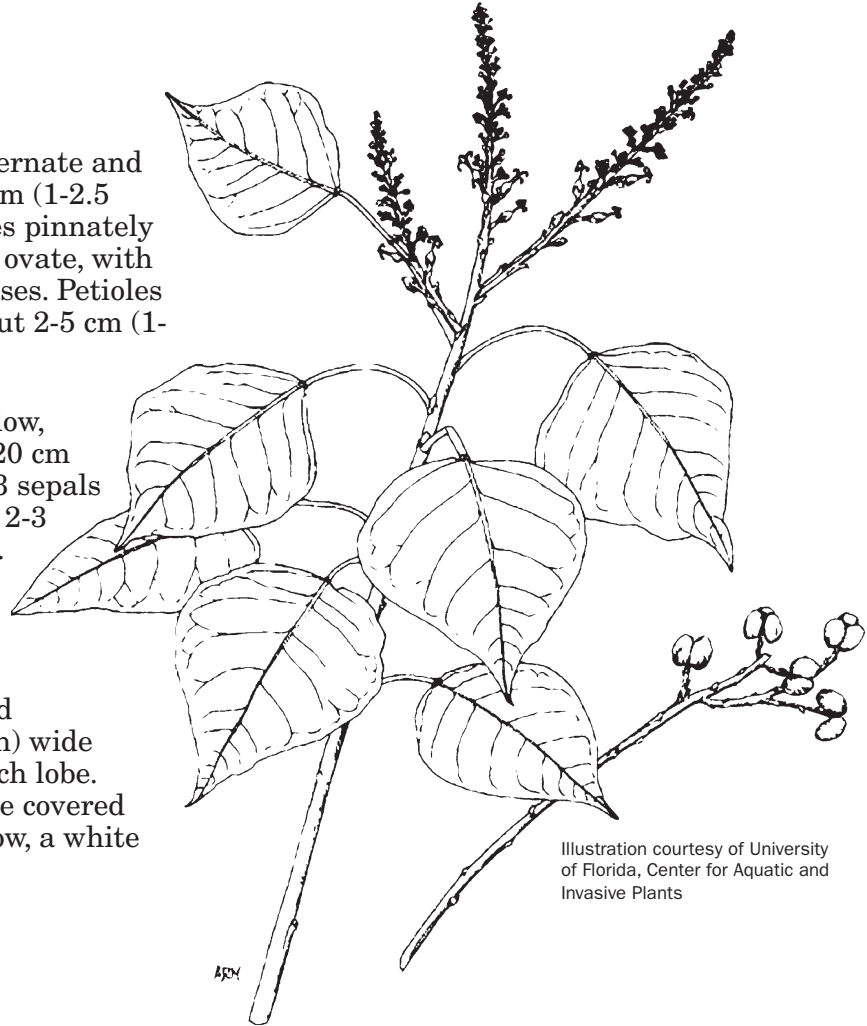 ernate and
m (1-2.5
es pinnately
ovate, with
ses. Petioles
ut 2-5 cm (1-
low,
20 cm
3 sepals
2-3
.
d
n) wide
ch lobe.
e covered
ow, a white
Illustration courtesy of University
of Florida, Center for Aquatic and
Invasive Plants